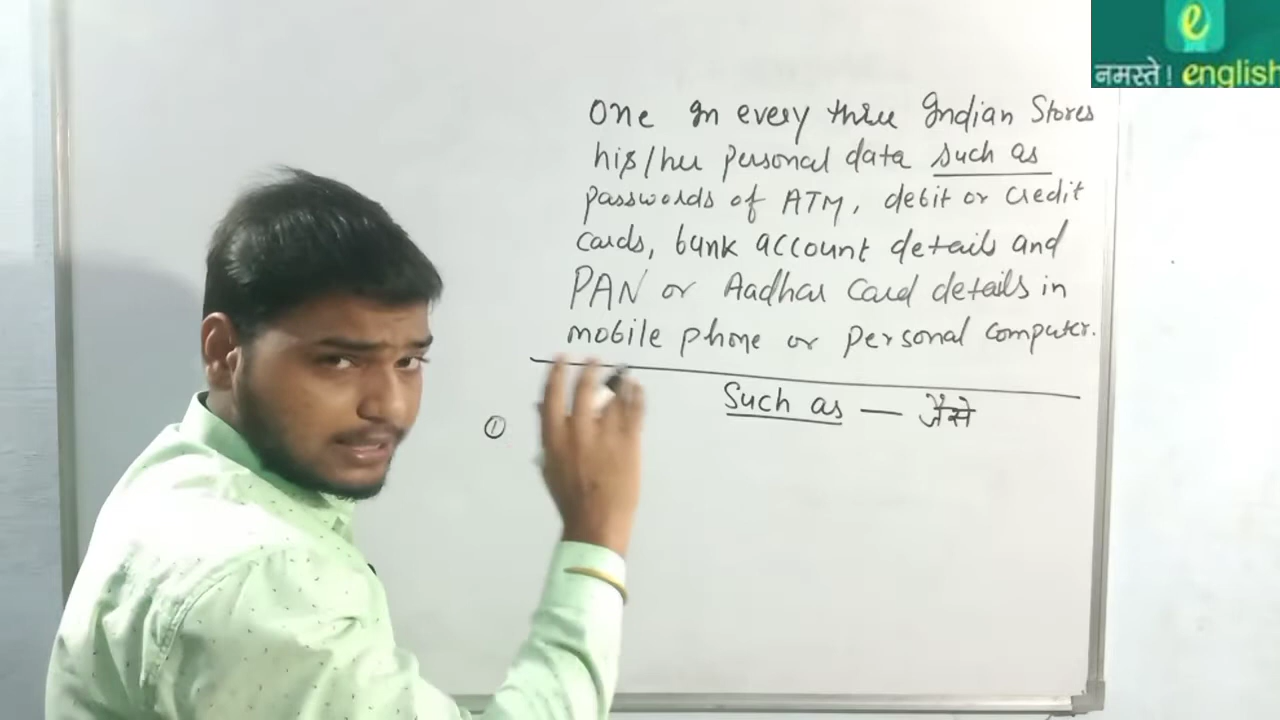 e
नमस्ते! english
One In every three Indian Stores
his/her personal data such as
passwords of ATM, debit or credit
cards, bank account details and
PAN or Aadhar Card details in
mobile phone or personal computer.
Such as — जैसे
①